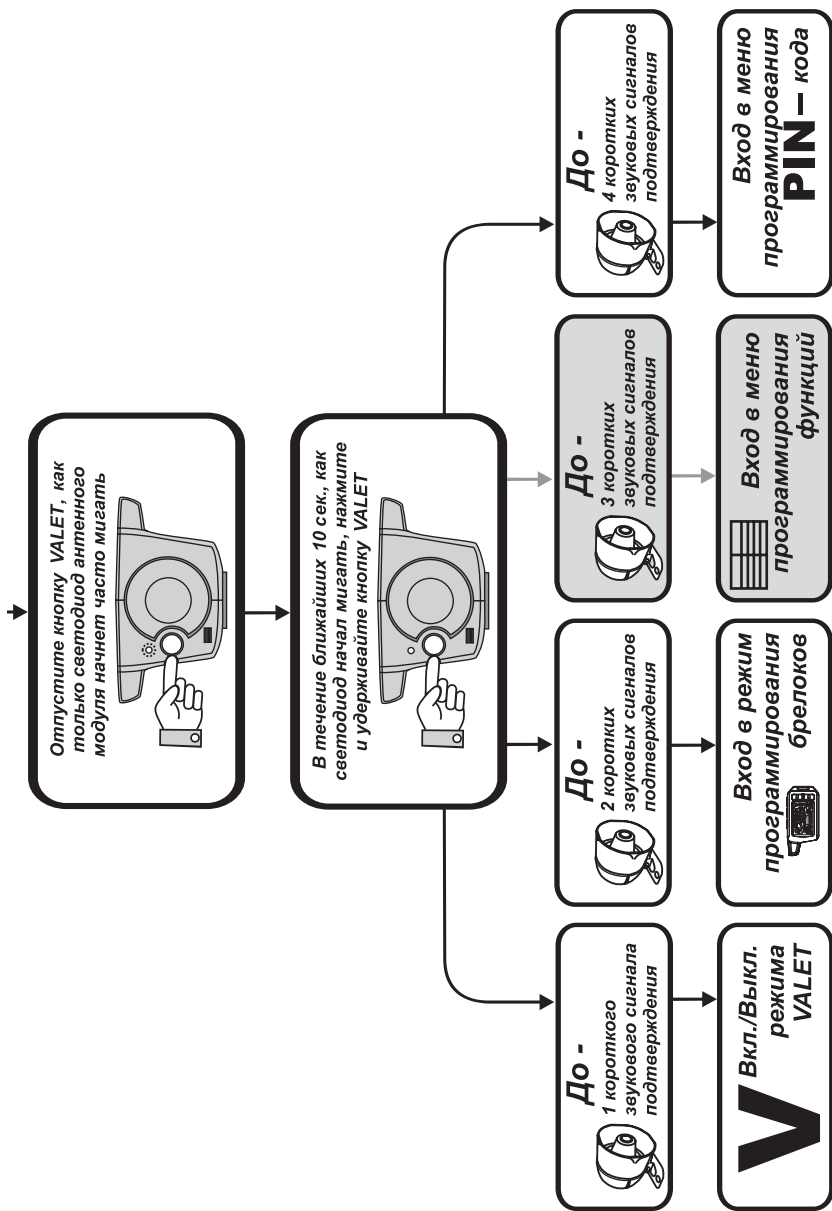 Отпустите кнопку VALET, как
только светодиод антенного
модуля начнет часто мигать
В течение ближайших 10 сек., как
светодиод начал мигать, нажмите
и удерживайте кнопку VALET
До -
1 короткого
звукового сигнала
подтверждения
До -
2 коротких
звуковых сигналов
подтверждения
До -
3 коротких
звуковых сигналов
подтверждения
До -
4 коротких
звуковых сигналов
подтверждения
V Вкл./Выкл.
режима
VALET
Вход в режим
программирования
брелоков
Вход в меню
программирования
функций
Вход в меню
программирования
PIN – кода